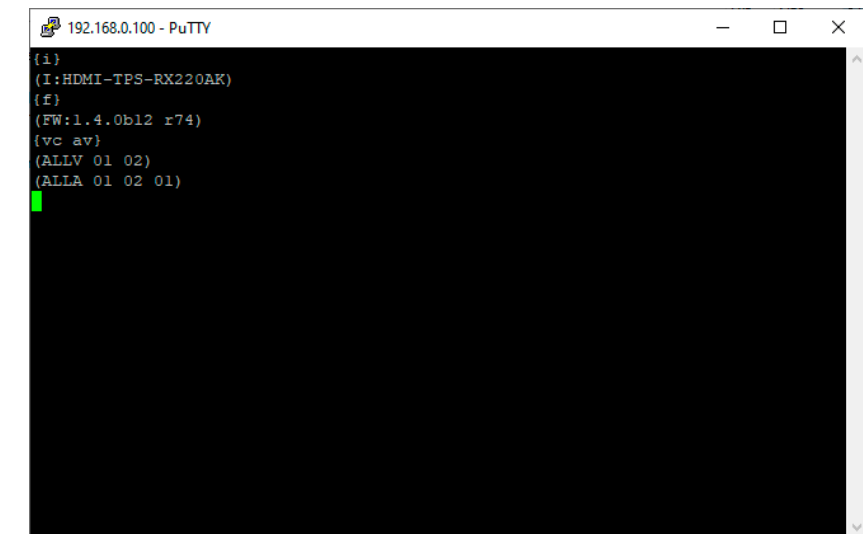 192.168.0.100 - PuTTY
{i}
(I:HDMI-TPS-RX220AK)
{f}
(FW:1.4.0b12 r74)
{vc av}
(ALLV 01 02)
(ALLA 01 02 01)